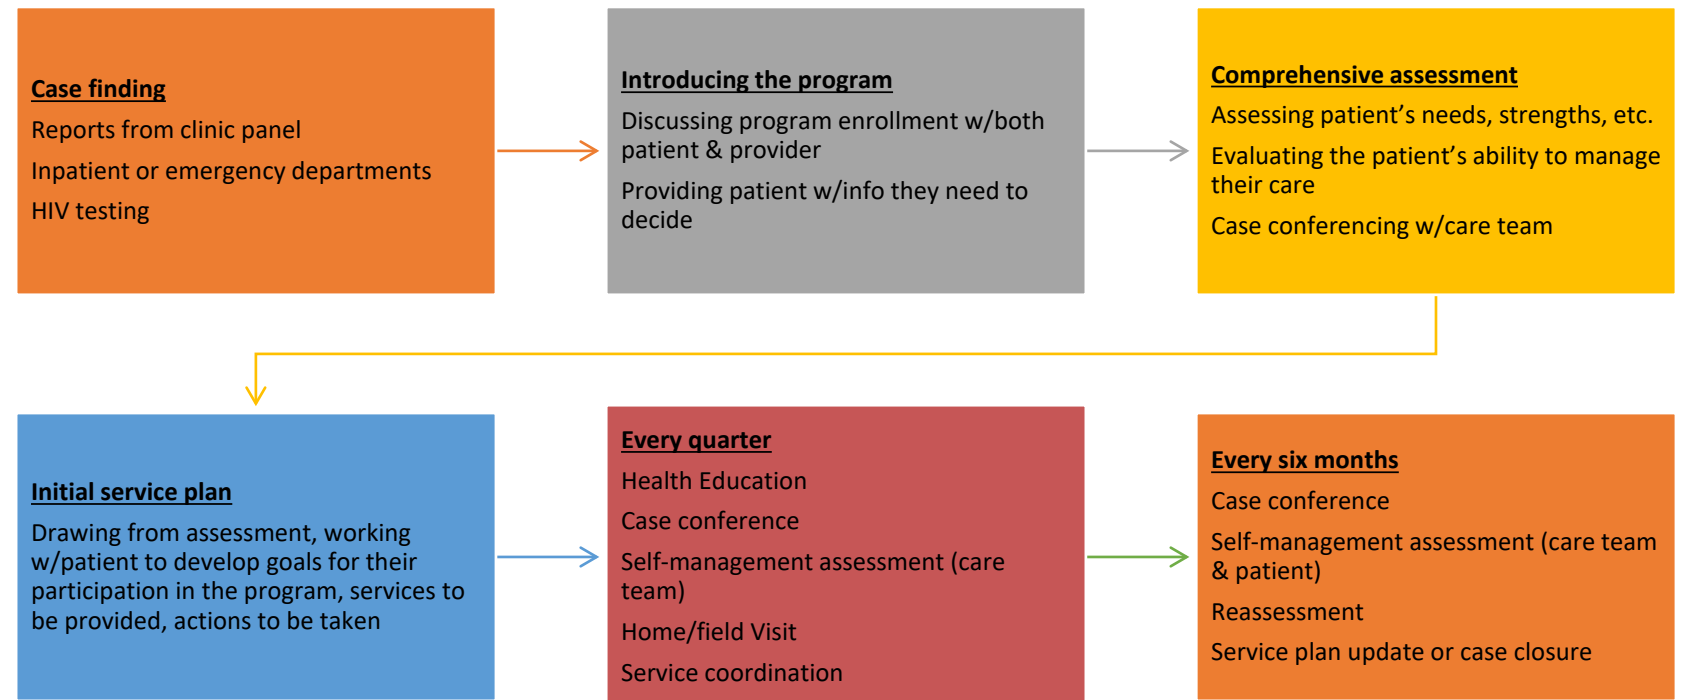 Case finding
Reports from clinic panel
Inpatient or emergency departments
HIV testing
Introducing the program
Discussing program enrollment w/both
patient & provider
Providing patient w/info they need to
decide
Comprehensive assessment
Assessing patient’s needs, strengths, etc.
Evaluating the patient’s ability to manage
their care
Case conferencing w/care team
Initial service plan
Drawing from assessment, working
w/patient to develop goals for their
participation in the program, services to
be provided, actions to be taken
Every quarter
Health Education
Case conference
Self-management assessment (care
team)
Home/field Visit
Service coordination
Every six months
Case conference
Self-management assessment (care team
& patient)
Reassessment
Service plan update or case closure